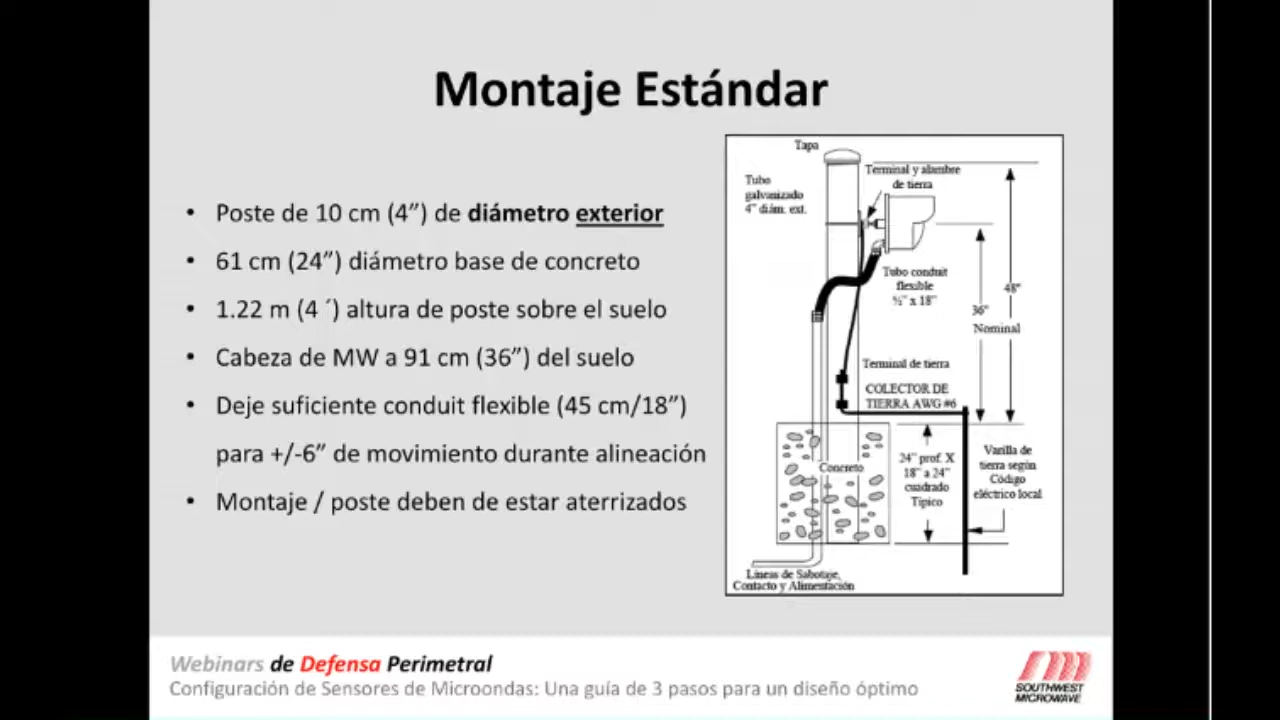 Montaje Estándar
• Poste de 10 cm (4”) de diámetro exterior
• 61 cm (24”) diámetro base de concreto
• 1.22 m (4 ´) altura de poste sobre el suelo
• Cabeza de MW a 91 cm (36”) del suelo
• Deje suficiente conduit flexible (45 cm/18”)
para +/-6” de movimiento durante alineación
• Montaje / poste deben de estar aterrizados
Tapa
Tubo
galvanizado
4" diám. ext.
Terminal y alambre
de tierra
Tubo conduit
flexible
½" x 18"
48"
36"
Nominal
Terminal de tierra
COLECTOR DE
TIERRA AWG #6
Concreto
24" prof. X
18" a 24"
cuadrado
Típico
Varilla de
tierra según
Código
eléctrico local
Líneas de Sabotaje,
Contacto y Alimentación
Webinars de Defensa Perimetral
Configuración de Sensores de Microondas: Una guía de 3 pasos para un diseño óptimo
SOUTHWEST
MICROWAVE